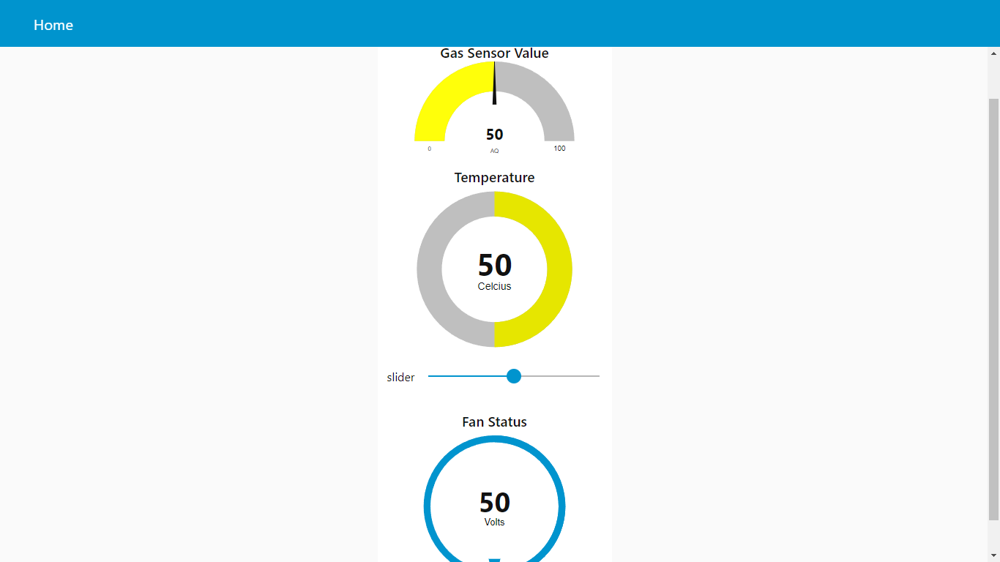 Home
Gas Sensor Value
50
0
AQ
100
Temperature
50
Celcius
slider
Fan Status
50
Volts